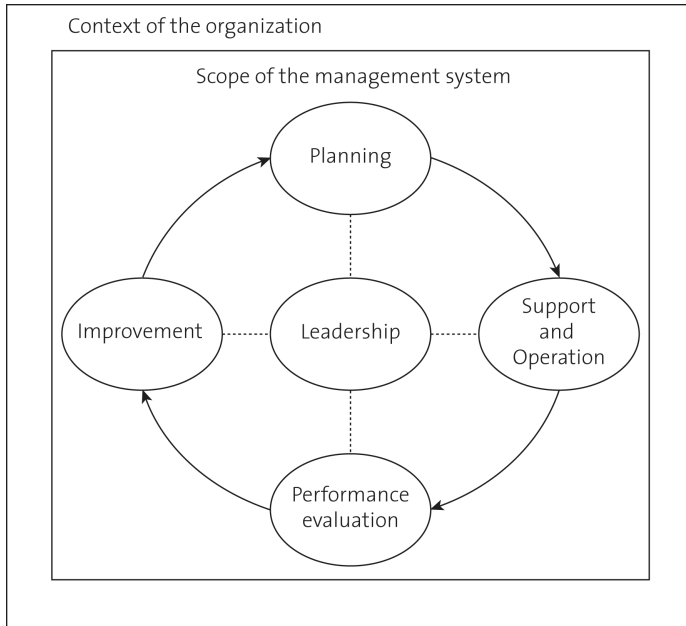 Context of the organization
Scope of the management system
Planning
Improvement
Leadership
Support
and
Operation
Performance
evaluation